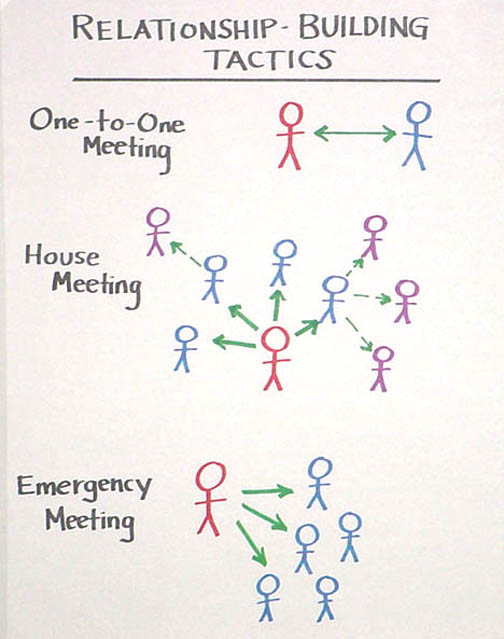 RELATIONSHIP-BUILDING
TACTICS
One-to-One
Meeting
House
Meeting
Emergency
Meeting